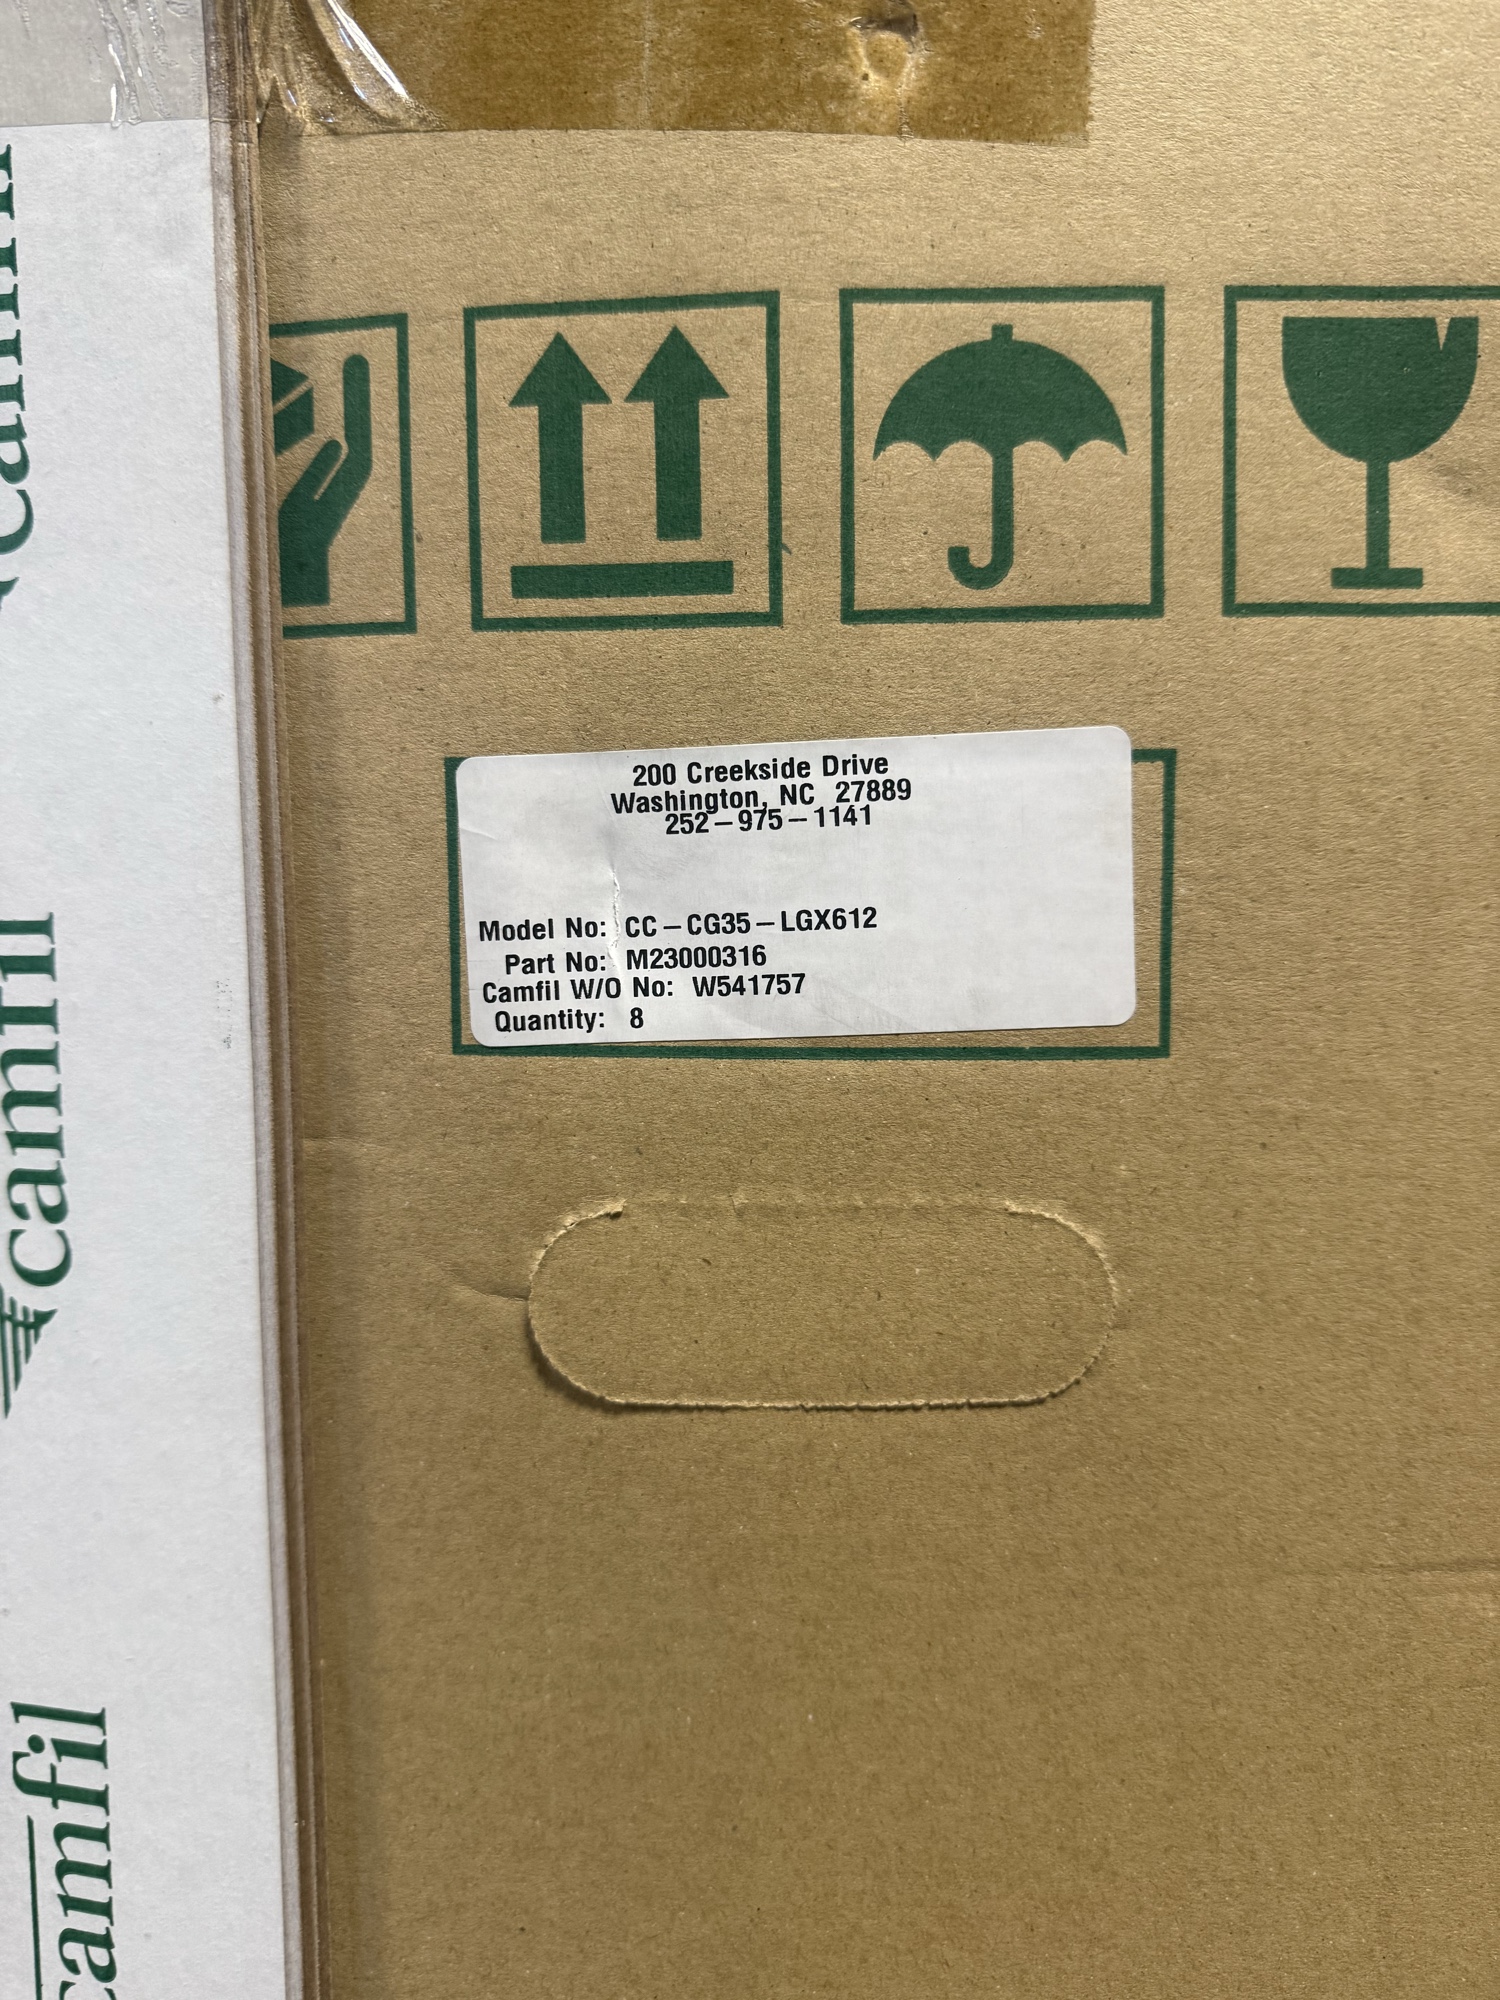 camfil
camfil
camfil
200 Creekside Drive
Washington, NC 27889
252-975-1141
Model No: CC-CG35-LGX612
Part No: M23000316
Camfil W/O No: W541757
Quantity: 8